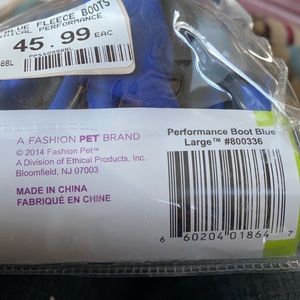 BLUE FLEECE BOOTS
ETHICAL PERFORMANCE
45.99 EAC
A FASHION PET BRAND
© 2014 Fashion Pet™
A Division of Ethical Products, Inc.
Bloomfield, NJ 07003
MADE IN CHINA
FABRIQUÉ EN CHINE
Performance Boot Blue
Large™ #800336
6 60204 01864 7